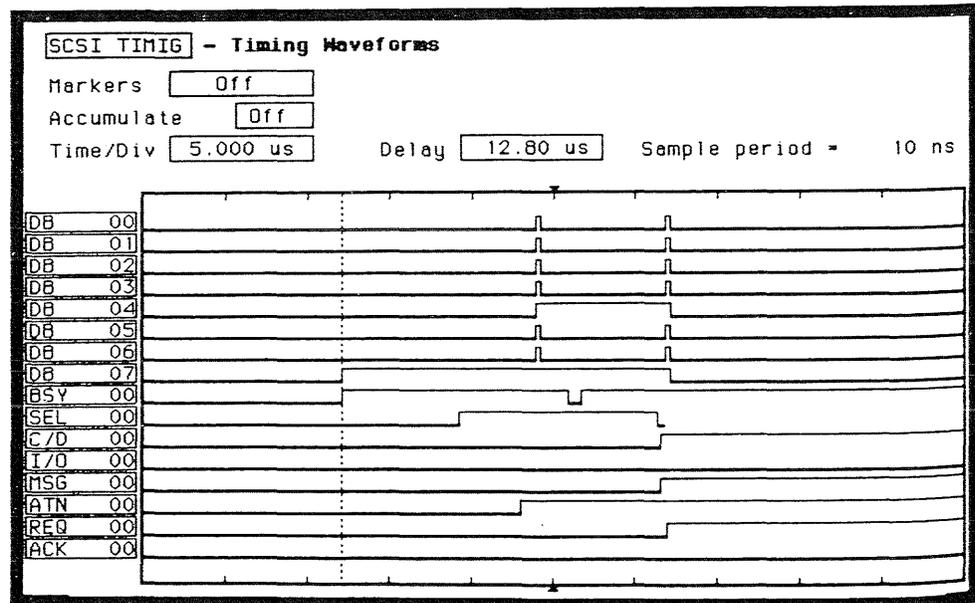 SCSI TIMIG - Timing Waveforms
Markers Off
Accumulate Off
Time/Div 5.000 us Delay 12.80 us Sample period = 10 ns
DB 00
DB 01
DB 02
DB 03
DB 04
DB 05
DB 06
DB 07
BSY 00
SEL 00
C/D 00
I/O 00
MSG 00
ATN 00
REQ 00
ACK 00